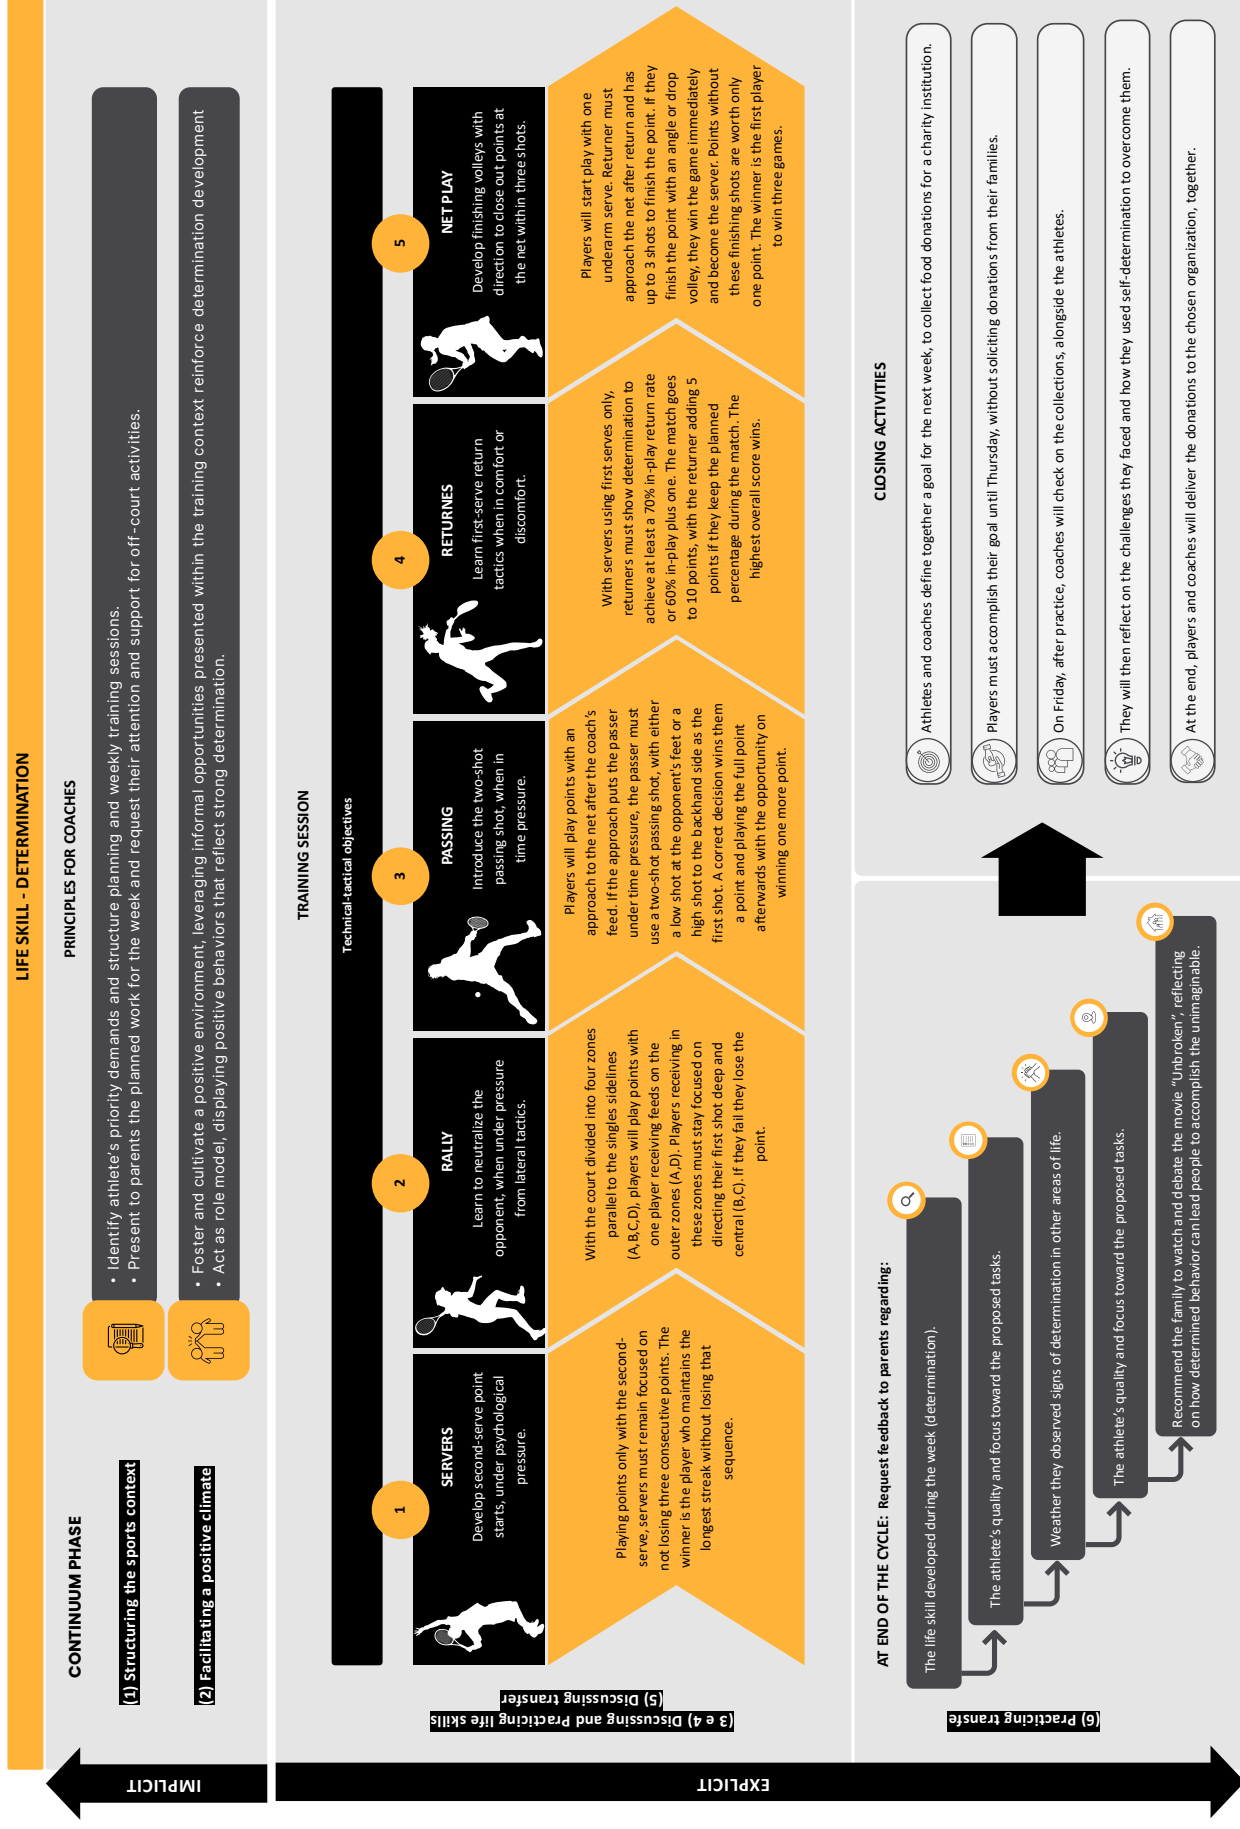 LIFE SKILL - DETERMINATION
CONTINUUM PHASE
PRINCIPLES FOR COACHES
IMPLICIT
(1) Structuring the sports context
• Identify athlete's priority demands and structure planning and weekly training sessions.
• Present to parents the planned work for the week and request their attention and support for off-court activities.
(2) Facilitating a positive climate
• Foster and cultivate a positive environment, leveraging informal opportunities presented within the training context reinforce determination development
• Act as role model, displaying positive behaviors that reflect strong determination.
EXPLICIT
TRAINING SESSION
Technical-tactical objectives
(3 e 4) Discussing and Practicing life skills
(5) Discussing transfer
1
SERVERS
Develop second-serve point
starts, under psychological
pressure.
Playing points only with the second-
serve, servers must remain focused on
not losing three consecutive points. The
winner is the player who maintains the
longest streak without losing that
sequence.
2
RALLY
Learn to neutralize the
opponent, when under pressure
from lateral tactics.
With the court divided into four zones
parallel to the singles sidelines
(A,B,C,D), players will play points with
one player receiving feeds on the
outer zones (A,D). Players receiving in
these zones must stay focused on
directing their first shot deep and
central (B,C). If they fail they lose the
point.
3
PASSING
Introduce the two-shot
passing shot, when in
time pressure.
Players will play points with an
approach to the net after the coach's
feed. If the approach puts the passer
under time pressure, the passer must
use a two-shot passing shot, with either
a low shot at the opponent's feet or a
high shot to the backhand side as the
first shot. A correct decision wins them
a point and playing the full point
afterwards with the opportunity on
winning one more point.
4
RETURNES
Learn first-serve return
tactics when in comfort or
discomfort.
With servers using first serves only,
returners must show determination to
achieve at least a 70% in-play return rate
or 60% in-play plus one. The match goes
to 10 points, with the returner adding 5
points if they keep the planned
percentage during the match. The
highest overall score wins.
5
NET PLAY
Develop finishing volleys with
direction to close out points at
the net within three shots.
Players will start play with one
underarm serve. Returner must
approach the net after return and has
up to 3 shots to finish the point. If they
finish the point with an angle or drop
volley, they win the game immediately
and become the server. Points without
these finishing shots are worth only
one point. The winner is the first player
to win three games.
(6) Practicing transfe
AT END OF THE CYCLE: Request feedback to parents regarding:
The life skill developed during the week (determination).
The athlete's quality and focus toward the proposed tasks.
Weather they observed signs of determination in other areas of life.
The athlete's quality and focus toward the proposed tasks.
Recommend the family to watch and debate the movie "Unbroken", reflecting
on how determined behavior can lead people to accomplish the unimaginable.
CLOSING ACTIVITIES
Athletes and coaches define together a goal for the next week, to collect food donations for a charity institution.
Players must accomplish their goal until Thursday, without soliciting donations from their families.
On Friday, after practice, coaches will check on the collections, alongside the athletes.
They will then reflect on the challenges they faced and how they used self-determination to overcome them.
At the end, players and coaches will deliver the donations to the chosen organization, together.